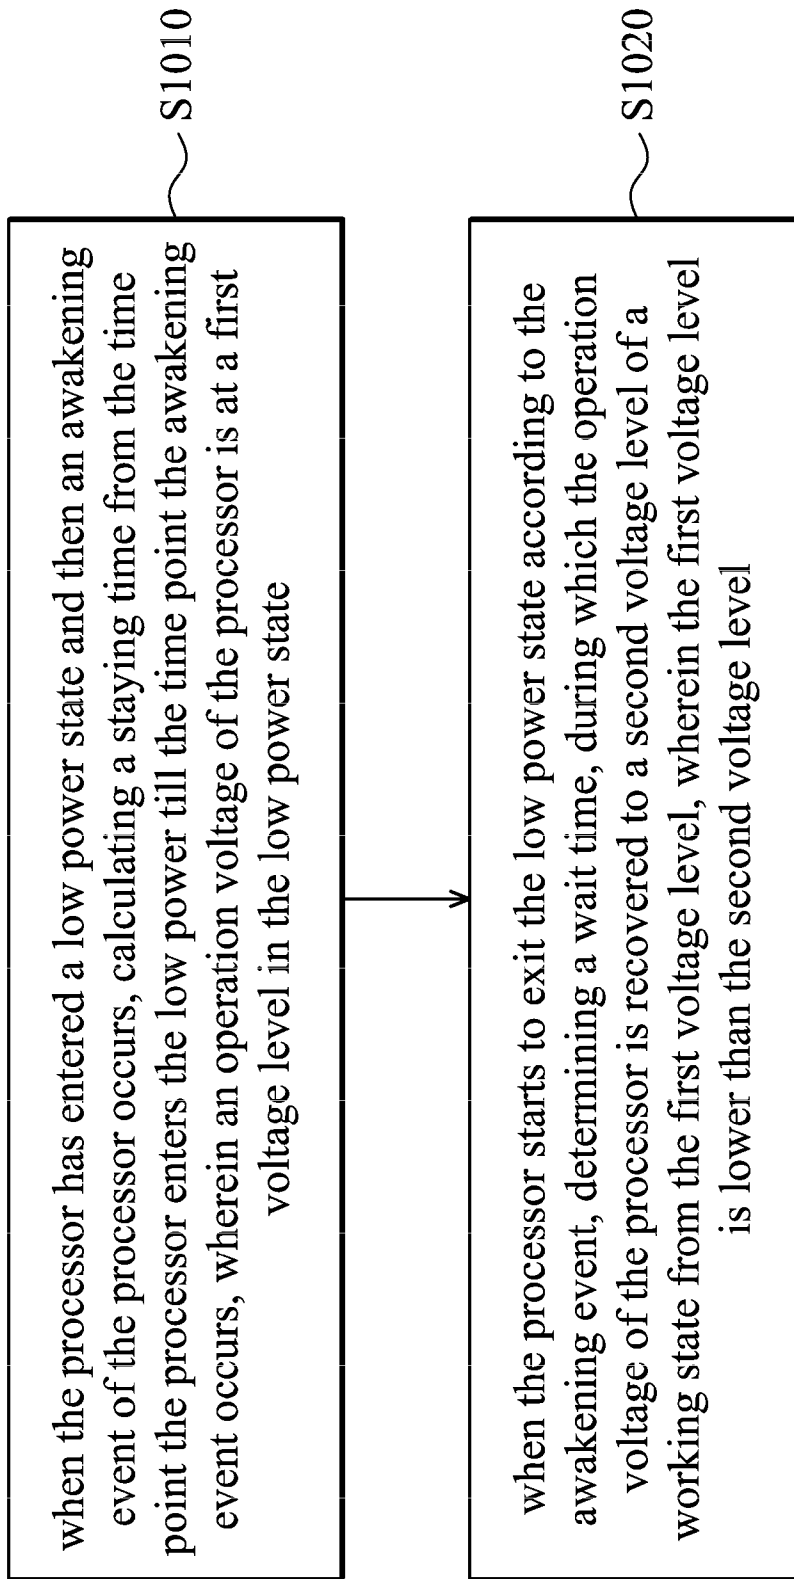 when the processor has entered a low power state and then an awakening
event of the processor occurs, calculating a staying time from the time
point the processor enters the low power till the time point the awakening
event occurs, wherein an operation voltage of the processor is at a first
voltage level in the low power state
S1010
when the processor starts to exit the low power state according to the
awakening event, determining a wait time, during which the operation
voltage of the processor is recovered to a second voltage level of a
working state from the first voltage level, wherein the first voltage level
is lower than the second voltage level
S1020